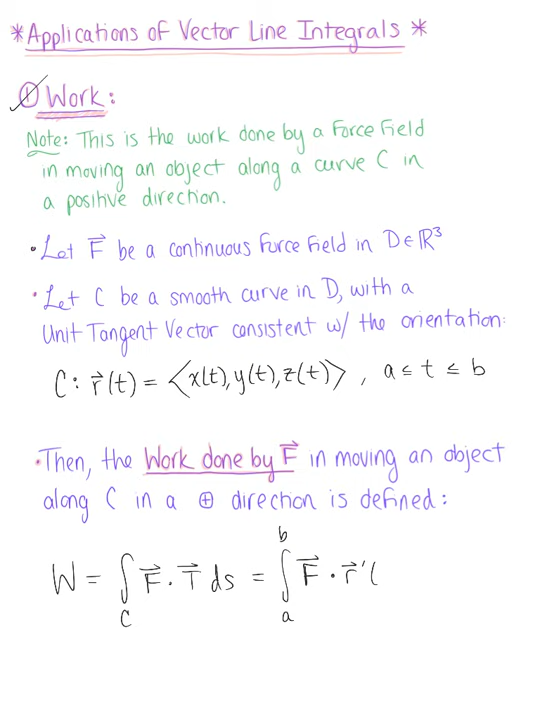 *Applications of Vector Line Integrals*
① Work:
Note: This is the work done by a Force Field
in moving an object along a curve C in
a positive direction.
• Let F⃗ be a continuous Force Field in D∈ℝ³
• Let C be a smooth curve in D, with a
Unit Tangent Vector consistent w/ the orientation:
C: r⃗(t) = ⟨x(t), y(t), z(t)⟩, a ≤ t ≤ b
• Then, the Work done by F⃗ in moving an object
along C in a ⊕ direction is defined:
W = ∫_C F⃗ · T⃗ ds = ∫_a^b F⃗ · r⃗'(